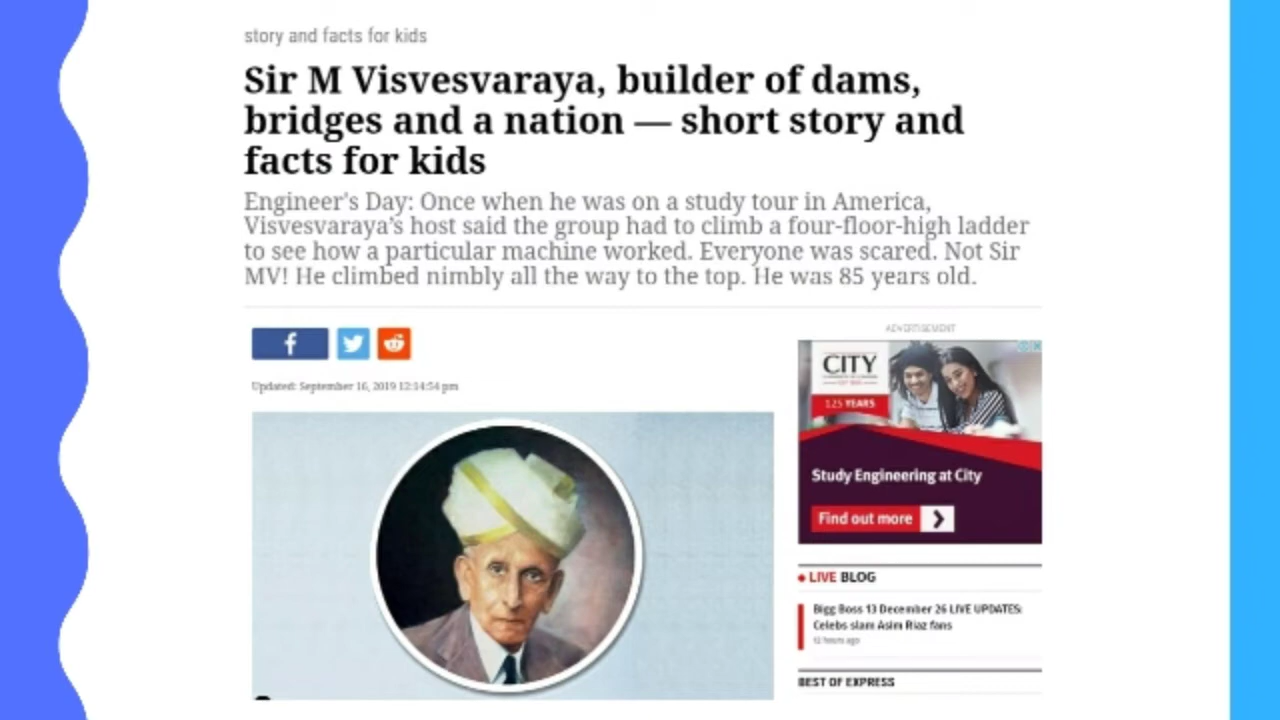 story and facts for kids
Sir M Visvesvaraya, builder of dams,
bridges and a nation — short story and
facts for kids
Engineer's Day: Once when he was on a study tour in America,
Visvesvaraya's host said the group had to climb a four-floor-high ladder
to see how a particular machine worked. Everyone was scared. Not Sir
MV! He climbed nimbly all the way to the top. He was 85 years old.
Updated: September 16, 2019 12:14:54 pm
ADVERTISEMENT
CITY
125 YEARS
Study Engineering at City
Find out more
LIVE BLOG
Bigg Boss 13 December 26 LIVE UPDATES:
Celebs slam Asim Riaz fans
12 hours ago
BEST OF EXPRESS